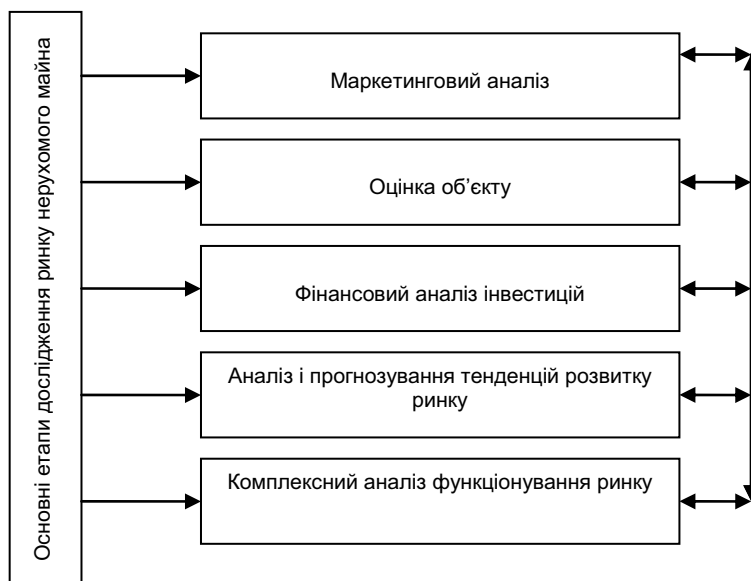 Основні етапи дослідження ринку нерухомого майна
Маркетинговий аналіз
Оцінка об’єкту
Фінансовий аналіз інвестицій
Аналіз і прогнозування тенденцій розвитку
ринку
Комплексний аналіз функціонування ринку